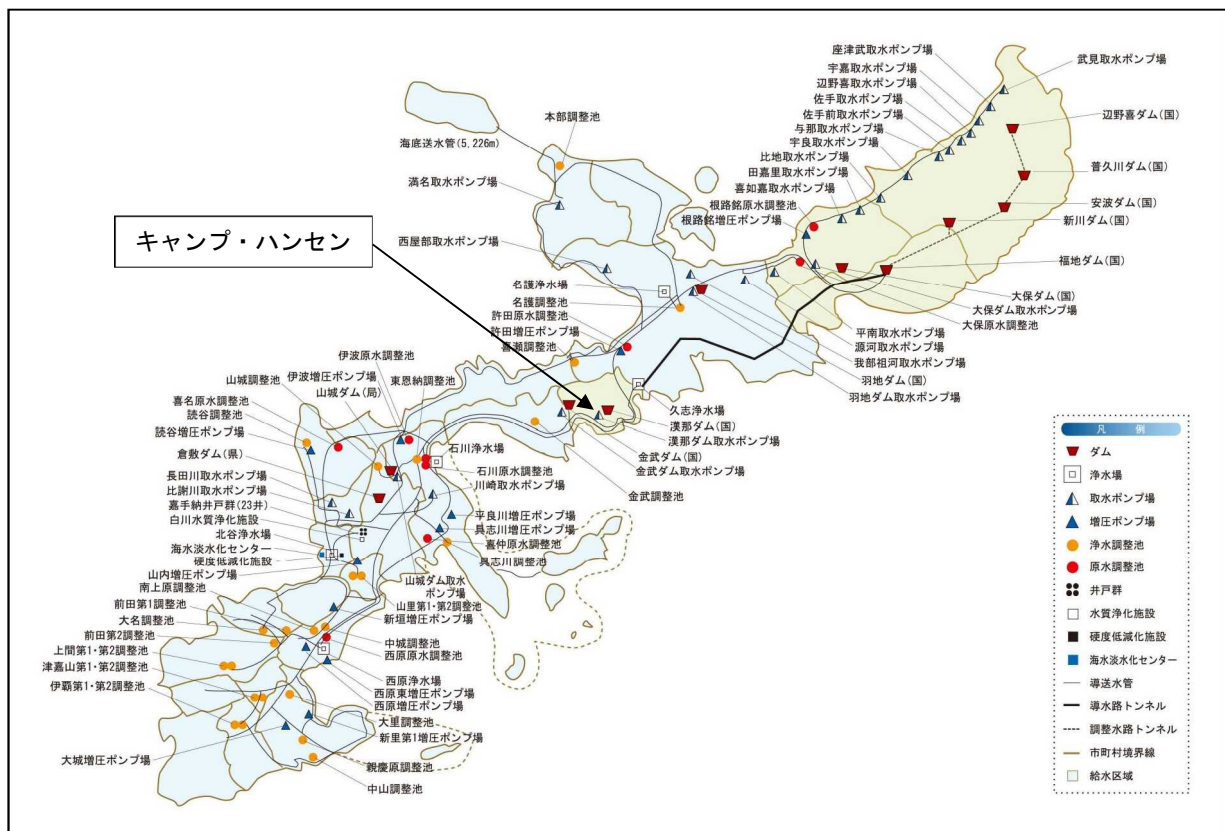 座津武取水ポンプ場
宇嘉取水ポンプ場
辺野喜取水ポンプ場
佐手取水ポンプ場
佐手前取水ポンプ場
与那取水ポンプ場
宇良取水ポンプ場
比地取水ポンプ場
田嘉里取水ポンプ場
喜如嘉取水ポンプ場
根路銘原水調整池
根路銘増圧ポンプ場
武見取水ポンプ場
辺野喜ダム(国)
普久川ダム(国)
安波ダム(国)
新川ダム(国)
福地ダム(国)
大保ダム(国)
大保ダム取水ポンプ場
大保原水調整池
平南取水ポンプ場
源河取水ポンプ場
我部祖河取水ポンプ場
羽地ダム(国)
羽地ダム取水ポンプ場
本部調整池
海底送水管(5,226m)
満名取水ポンプ場
キャンプ・ハンセン
西屋部取水ポンプ場
名護浄水場
名護調整池
許田原水調整池
許田増圧ポンプ場
喜瀬調整池
久志浄水場
漢那ダム(国)
漢那ダム取水ポンプ場
金武ダム(国)
金武ダム取水ポンプ場
金武調整池
伊波原水調整池
伊波増圧ポンプ場
東恩納調整池
山城調整池
山城ダム(局)
喜名原水調整池
読谷調整池
読谷増圧ポンプ場
倉敷ダム(県)
長田川取水ポンプ場
比謝川取水ポンプ場
嘉手納井戸群(23井)
白川水質浄化施設
北谷浄水場
海水淡水化センター
硬度低減化施設
山内増圧ポンプ場
南上原調整池
前田第1調整池
大名調整池
前田第2調整池
上間第1・第2調整池
津嘉山第1・第2調整池
伊覇第1・第2調整池
大城増圧ポンプ場
石川浄水場
石川原水調整池
川崎取水ポンプ場
平良川増圧ポンプ場
具志川増圧ポンプ場
喜仲原水調整池
具志川調整池
山城ダム取水
ポンプ場
山里第1・第2調整池
新垣増圧ポンプ場
中城調整池
西原原水調整池
西原浄水場
西原東増圧ポンプ場
西原増圧ポンプ場
大里調整池
新里第1増圧ポンプ場
親慶原調整池
中山調整池
凡 例
ダム
浄水場
取水ポンプ場
増圧ポンプ場
浄水調整池
原水調整池
井戸群
水質浄化施設
硬度低減化施設
海水淡水化センター
導送水管
導水路トンネル
調整水路トンネル
市町村境界線
給水区域